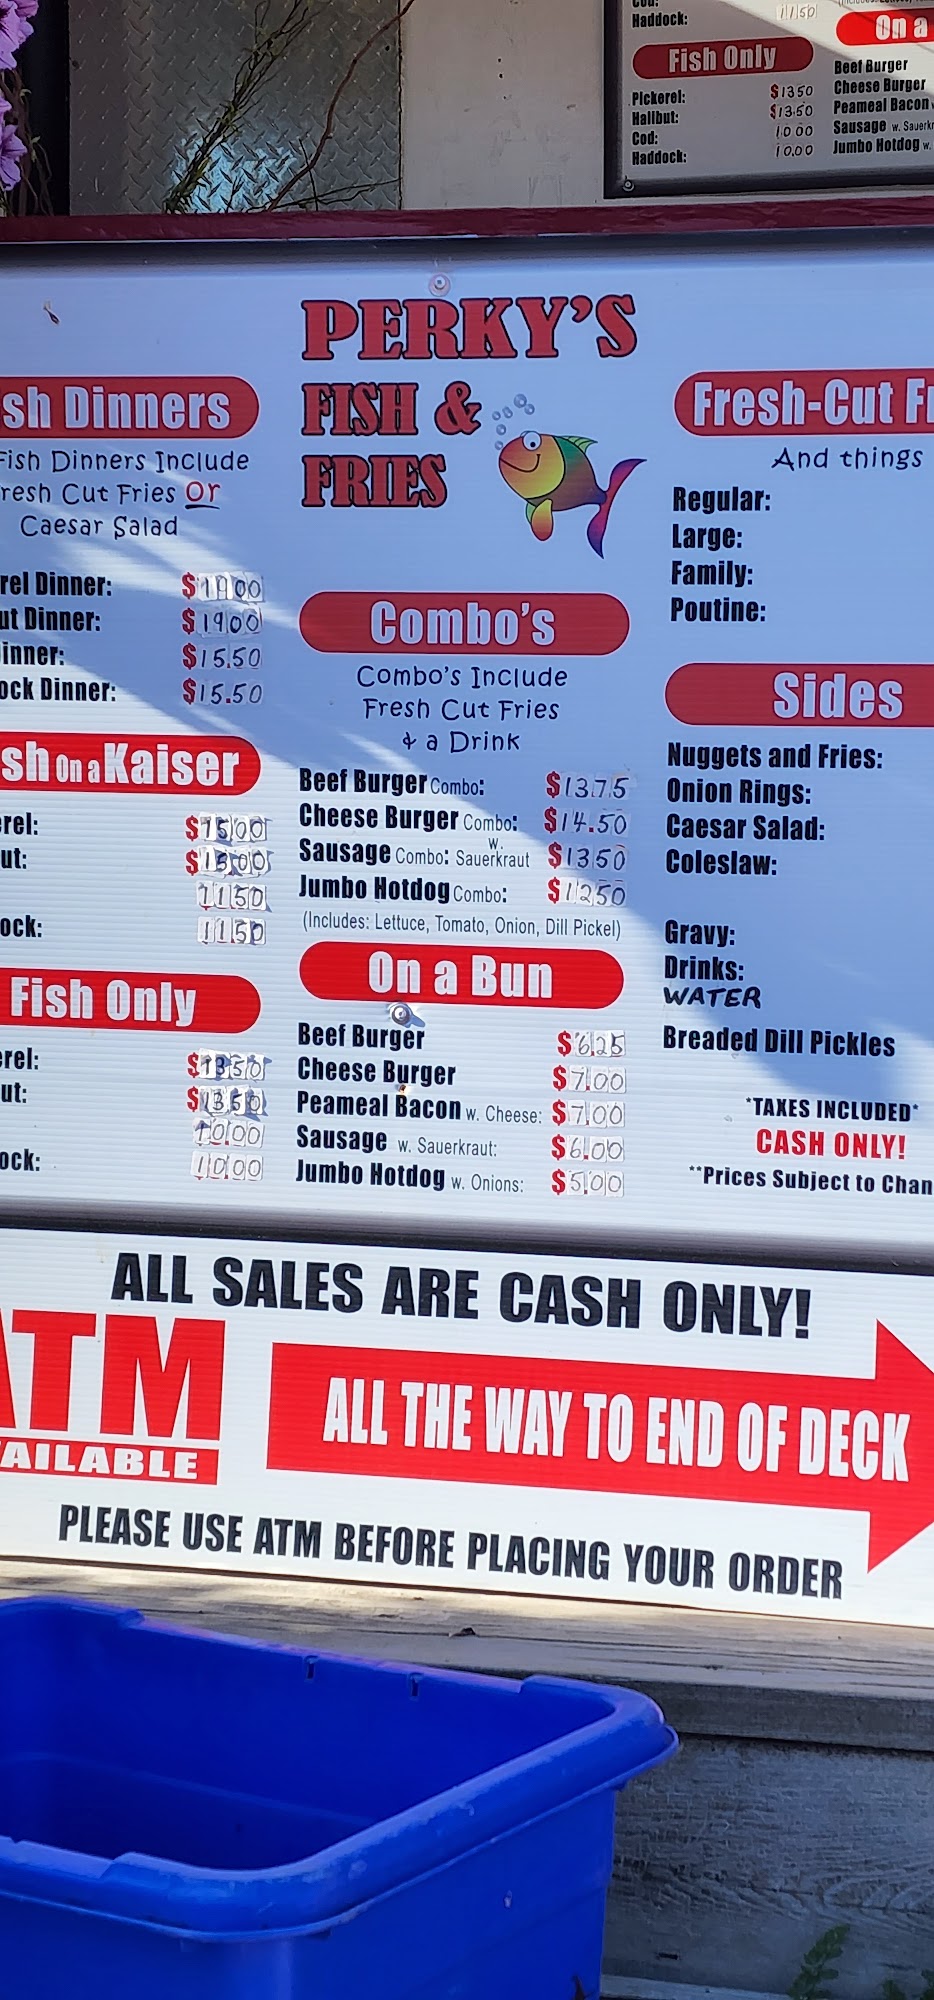 Cod:
Haddock: 11.50
Fish Only
Pickerel: $13.50
Halibut: $13.50
Cod: 10.00
Haddock: 10.00
On a
Beef Burger
Cheese Burger
Peameal Bacon
Sausage w. Sauerkr
Jumbo Hotdog w.
PERKY'S
FISH &
FRIES
sh Dinners
Fish Dinners Include
resh Cut Fries Or
Caesar Salad
rel Dinner: $19.00
ut Dinner: $19.00
inner: $15.50
ock Dinner: $15.50
sh On a Kaiser
rel: $15.00
ut: $15.00
11.50
ock: 11.50
Fish Only
rel: $13.50
ut: $13.50
10.00
ock: 10.00
Combo's
Combo's Include
Fresh Cut Fries
& a Drink
Beef Burger Combo: $13.75
Cheese Burger Combo: $14.50
Sausage Combo: w. Sauerkraut $13.50
Jumbo Hotdog Combo: $12.50
(Includes: Lettuce, Tomato, Onion, Dill Pickel)
On a Bun
Beef Burger $6.25
Cheese Burger $7.00
Peameal Bacon w. Cheese: $7.00
Sausage w. Sauerkraut: $6.00
Jumbo Hotdog w. Onions: $5.00
Fresh-Cut Fr
And things
Regular:
Large:
Family:
Poutine:
Sides
Nuggets and Fries:
Onion Rings:
Caesar Salad:
Coleslaw:
Gravy:
Drinks:
WATER
Breaded Dill Pickles
*TAXES INCLUDED*
CASH ONLY!
**Prices Subject to Chan
ALL SALES ARE CASH ONLY!
ATM
AILABLE
ALL THE WAY TO END OF DECK
PLEASE USE ATM BEFORE PLACING YOUR ORDER